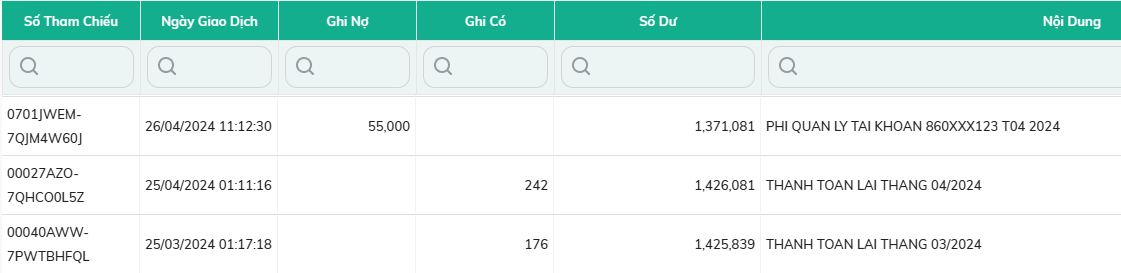 Số Tham Chiếu Ngày Giao Dịch Ghi Nợ Ghi Có Số Dư Nội Dung
0701JWEM-
7QJM4W60J
26/04/2024 11:12:30 55,000 1,371,081 PHI QUAN LY TAI KHOAN 860XXX123 T04 2024
00027AZO-
7QHCO0L5Z
25/04/2024 01:11:16 242 1,426,081 THANH TOAN LAI THANG 04/2024
00040AWW-
7PWTBHFQL
25/03/2024 01:17:18 176 1,425,839 THANH TOAN LAI THANG 03/2024